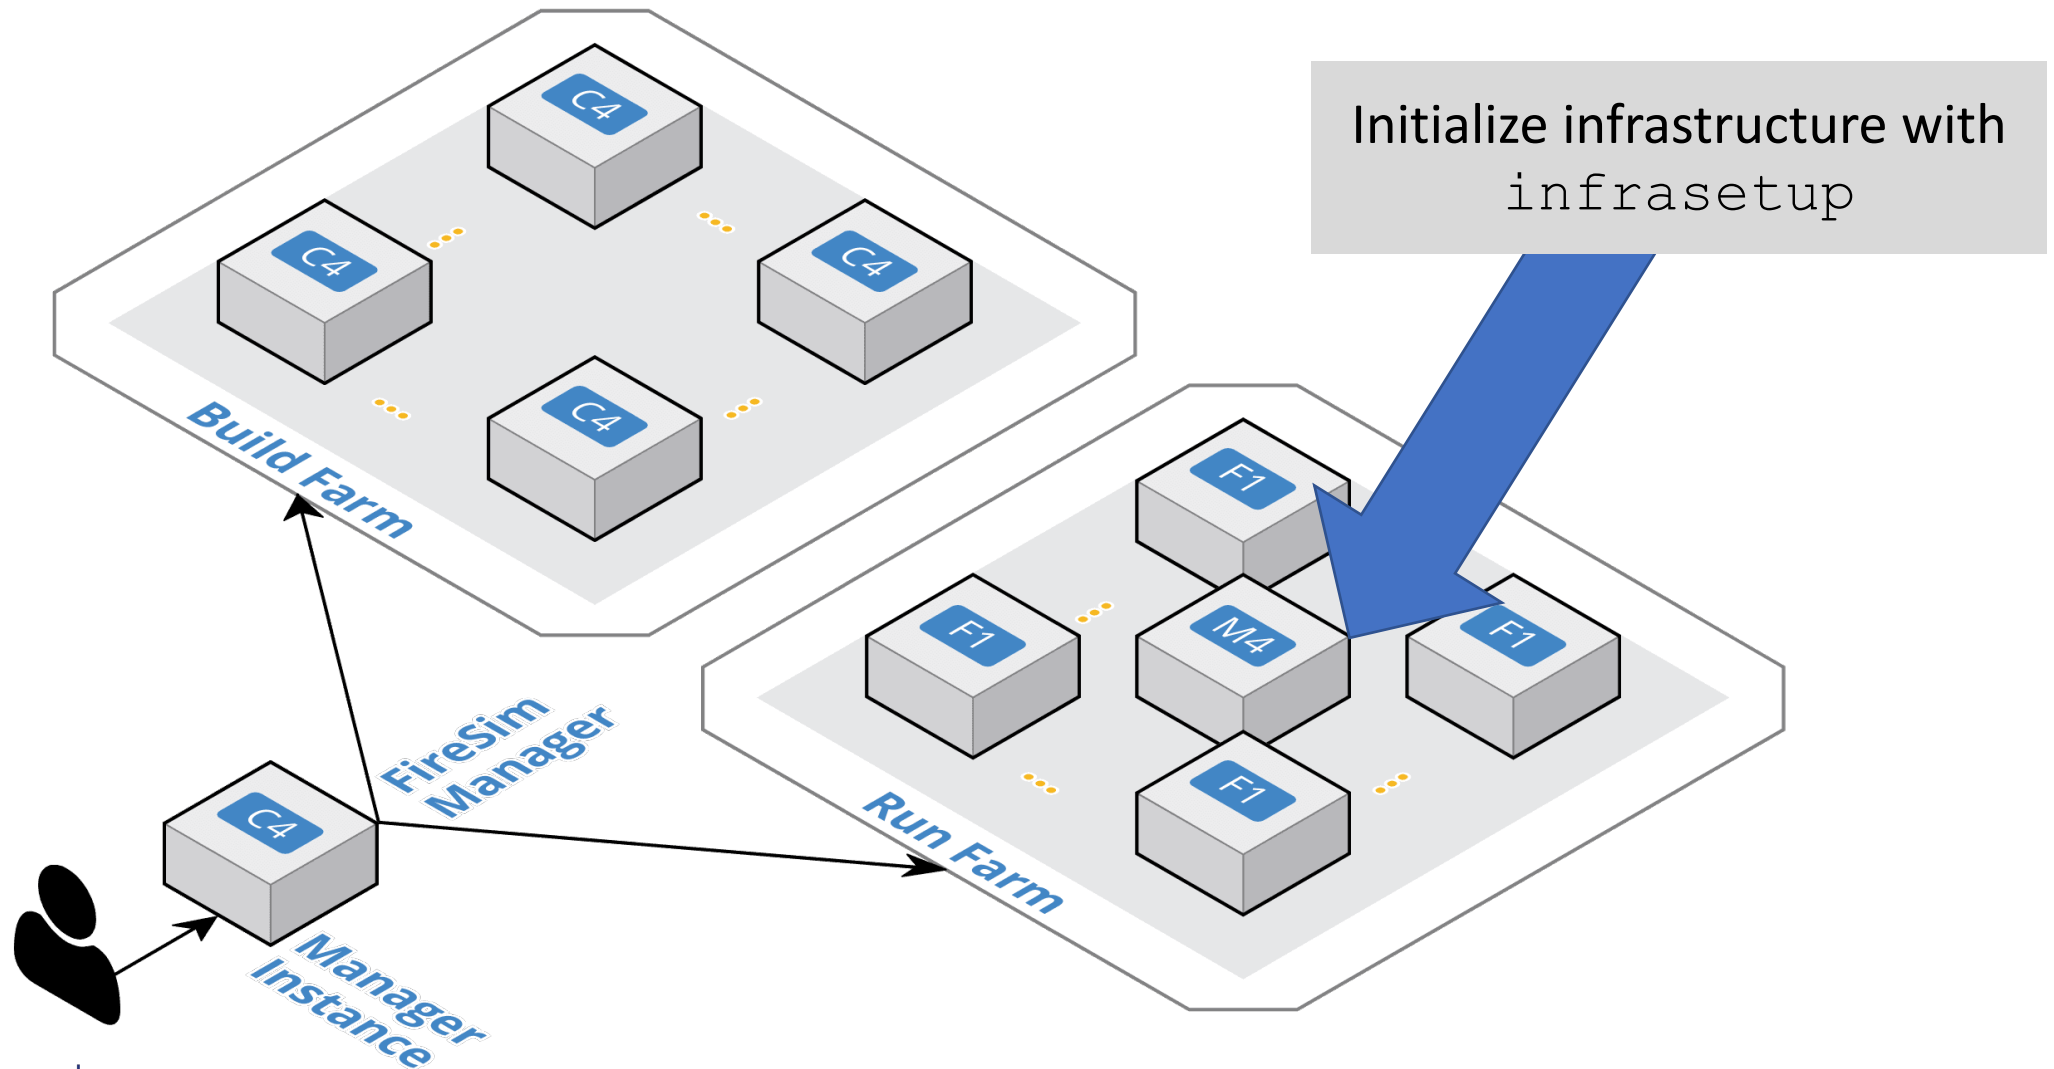 Initialize infrastructure with
infrasetup
C4
C4
C4
C4
Build Farm
F1
F1
M4
F1
F1
Run Farm
FireSim
Manager
C4
Manager
Instance